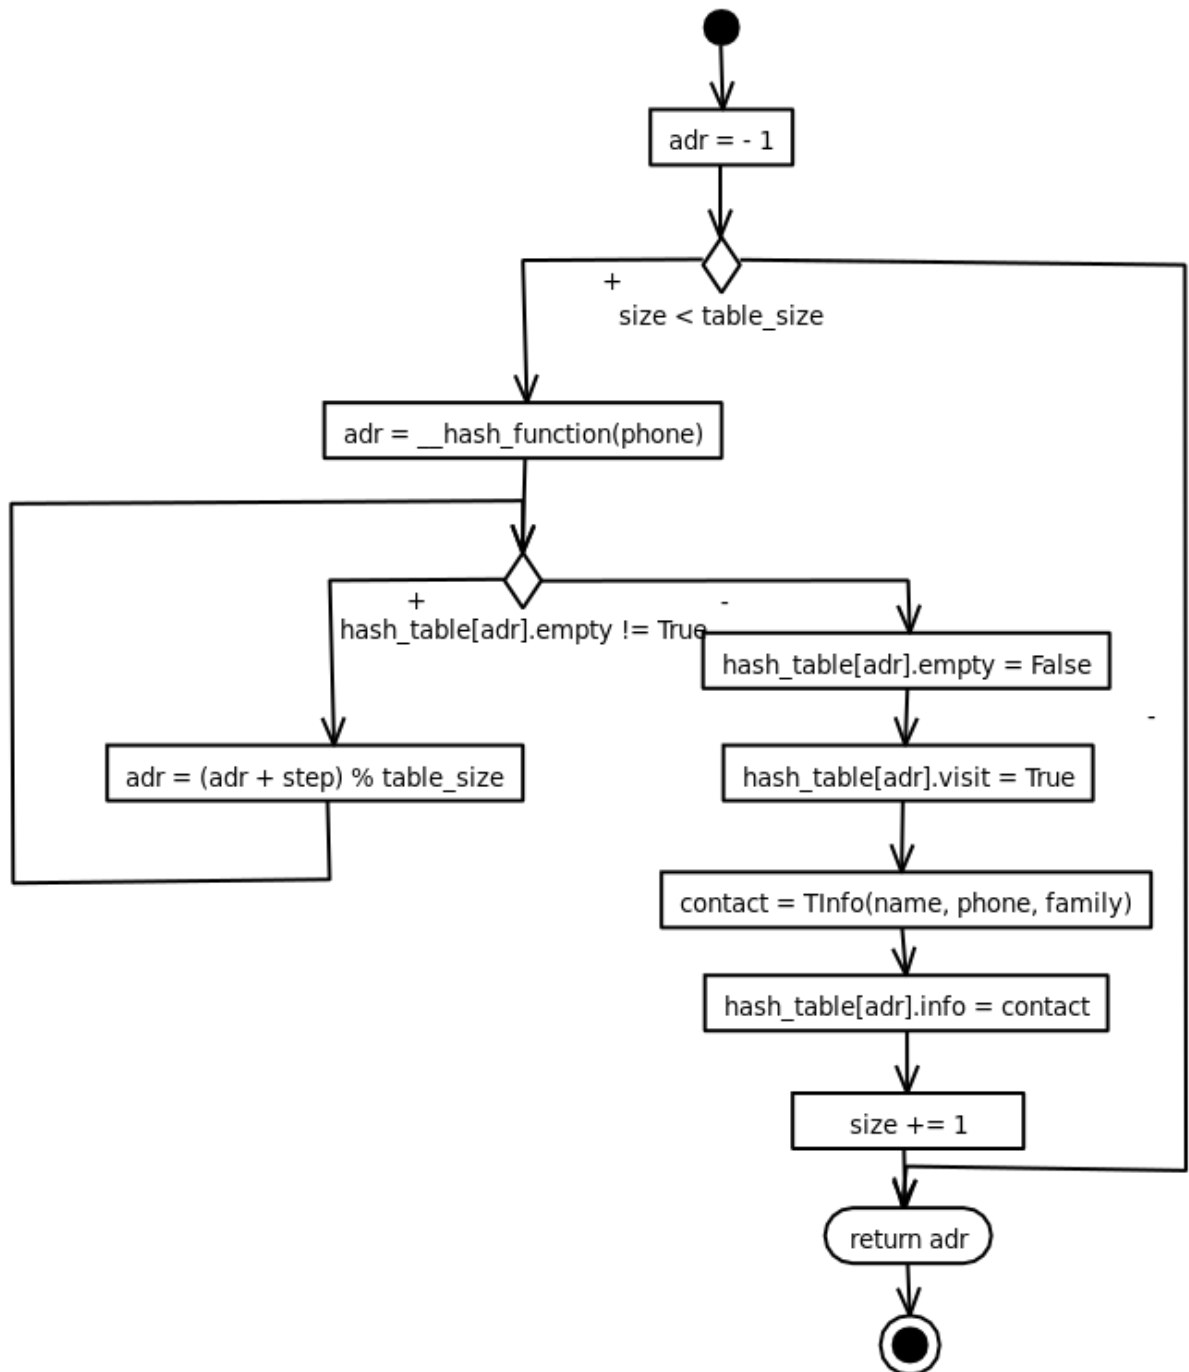 adr = - 1
+
size < table_size
adr = __hash_function(phone)
+
-
hash_table[adr].empty != True
hash_table[adr].empty = False
-
adr = (adr + step) % table_size
hash_table[adr].visit = True
contact = TInfo(name, phone, family)
hash_table[adr].info = contact
size += 1
return adr